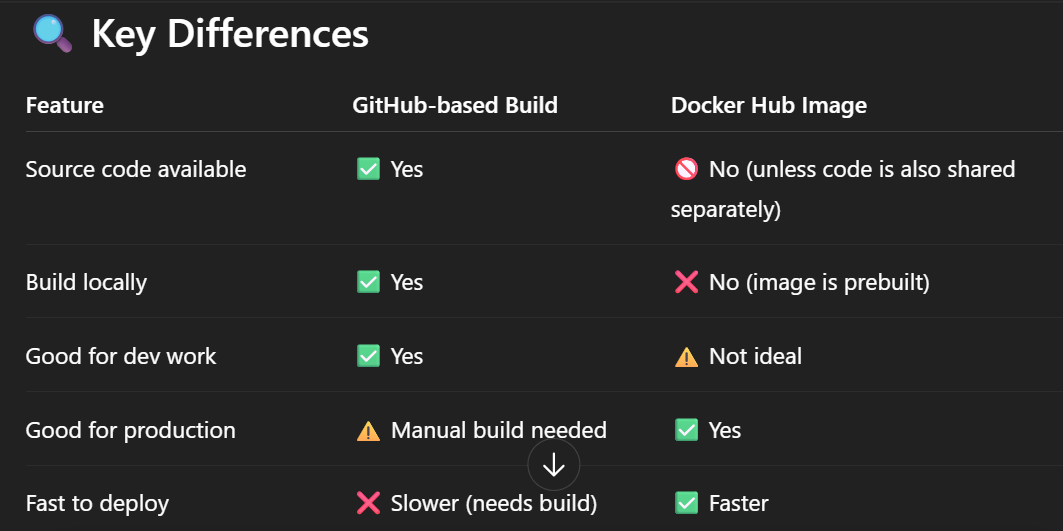 🔍 Key Differences
Feature GitHub-based Build Docker Hub Image
Source code available ✅ Yes 🚫 No (unless code is also shared
separately)
Build locally ✅ Yes ❌ No (image is prebuilt)
Good for dev work ✅ Yes ⚠️ Not ideal
Good for production ⚠️ Manual build needed ✅ Yes
Fast to deploy ❌ Slower (needs build) ✅ Faster